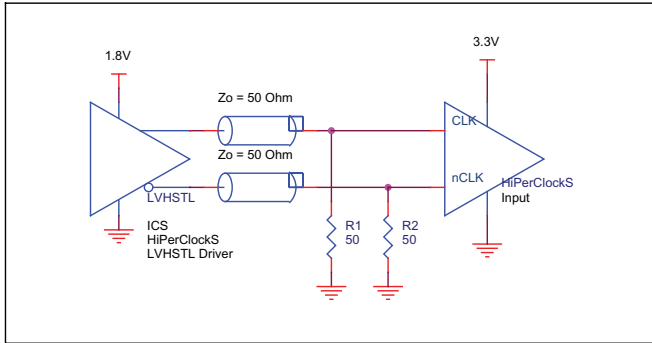 1.8V
3.3V
Zo = 50 Ohm
CLK
Zo = 50 Ohm
nCLK
LVHSTL
HiPerClockS
Input
ICS
HiPerClockS
LVHSTL Driver
R1
50
R2
50